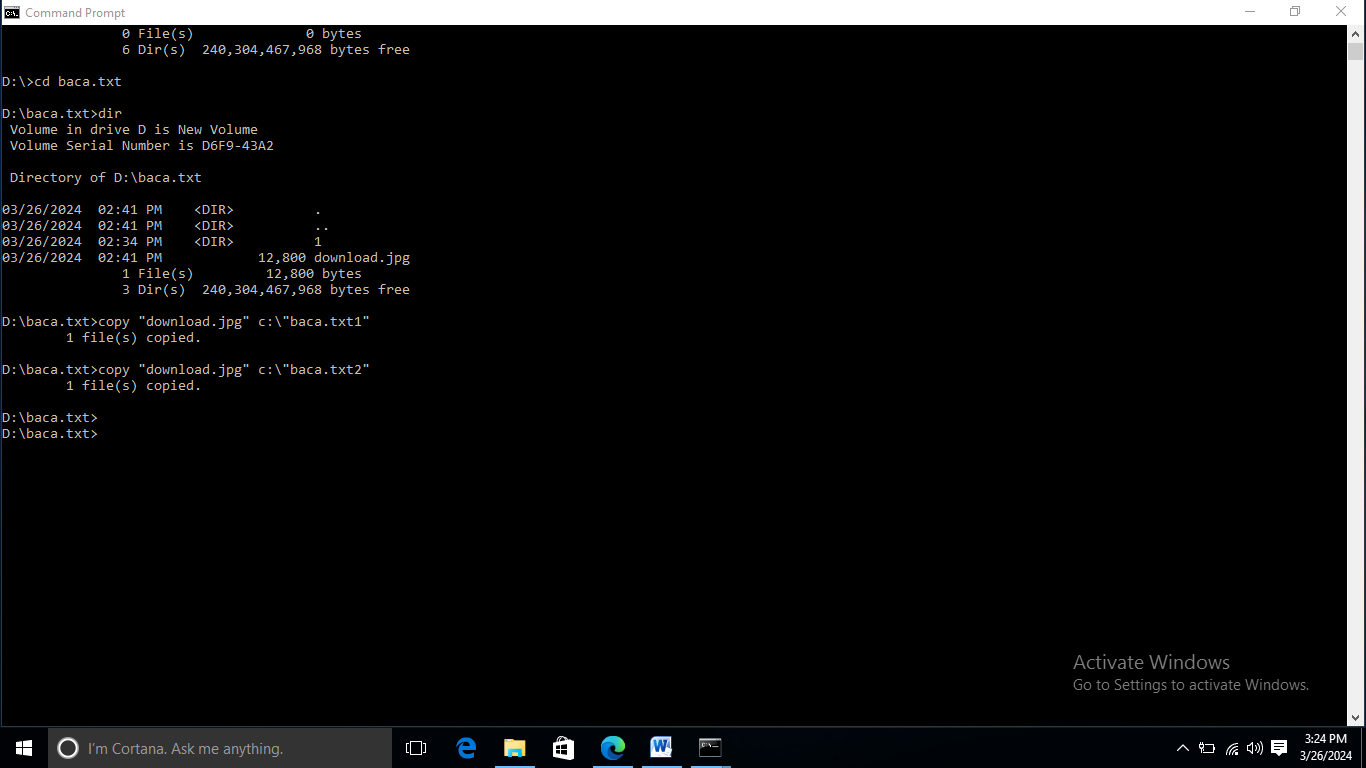 Command Prompt
0 File(s) 0 bytes
6 Dir(s) 240,304,467,968 bytes free
D:\>cd baca.txt
D:\baca.txt>dir
Volume in drive D is New Volume
Volume Serial Number is D6F9-43A2
Directory of D:\baca.txt
03/26/2024 02:41 PM <DIR> .
03/26/2024 02:41 PM <DIR> ..
03/26/2024 02:34 PM <DIR> 1
03/26/2024 02:41 PM 12,800 download.jpg
1 File(s) 12,800 bytes
3 Dir(s) 240,304,467,968 bytes free
D:\baca.txt>copy "download.jpg" c:\"baca.txt1"
1 file(s) copied.
D:\baca.txt>copy "download.jpg" c:\"baca.txt2"
1 file(s) copied.
D:\baca.txt>
D:\baca.txt>
Activate Windows
Go to Settings to activate Windows.
I'm Cortana. Ask me anything.
3:24 PM
3/26/2024